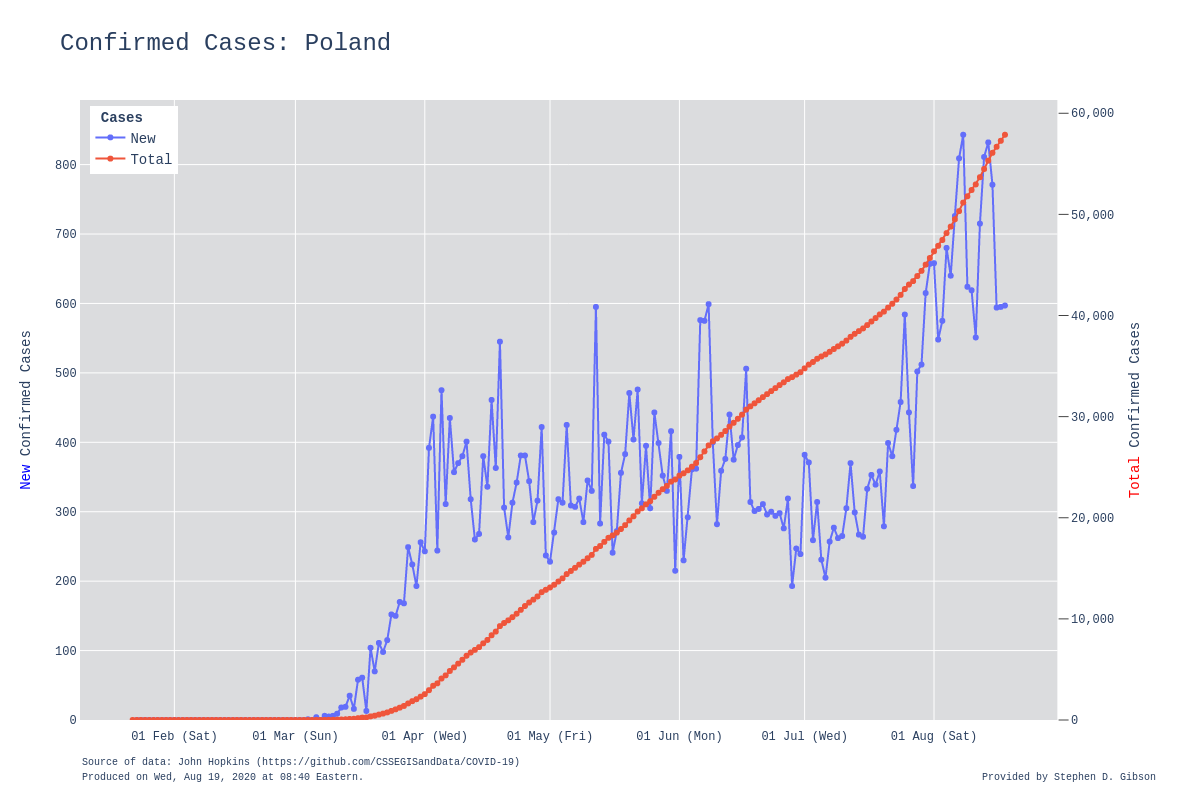 Confirmed Cases: Poland
Cases
New
Total
800
700
600
500
400
300
200
100
0
New Confirmed Cases
60,000
50,000
40,000
30,000
20,000
10,000
0
Total Confirmed Cases
01 Feb (Sat) 01 Mar (Sun) 01 Apr (Wed) 01 May (Fri) 01 Jun (Mon) 01 Jul (Wed) 01 Aug (Sat)
Source of data: John Hopkins (https://github.com/CSSEGISandData/COVID-19)
Produced on Wed, Aug 19, 2020 at 08:40 Eastern.
Provided by Stephen D. Gibson